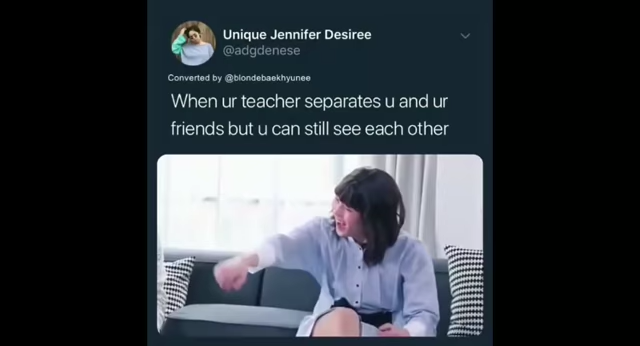 Unique Jennifer Desiree
@adgdenese
Converted by @blondebaekhyunee
When ur teacher separates u and ur
friends but u can still see each other